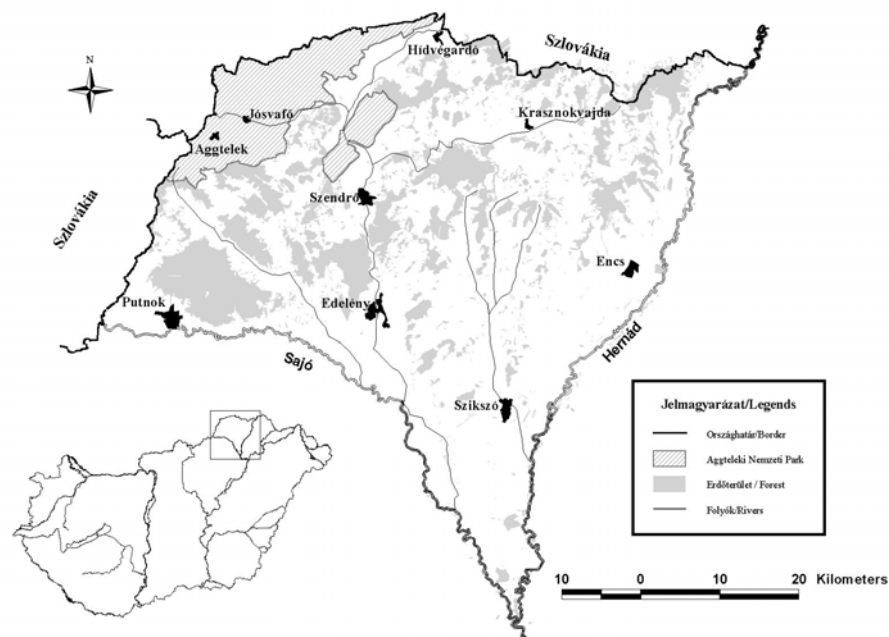 Szlovákia
Hídvégardó
N
Krasznokvajda
Jósvafő
Aggtelek
Szendrő
Szlovákia
Encs
Putnok
Edelény
Hernád
Sajó
Szikszó
Jelmagyarázat/Legends
Országhatár/Border
Aggteleki Nemzeti Park
Erdőterület / Forest
Folyók/Rivers
10 0 10 20 Kilometers